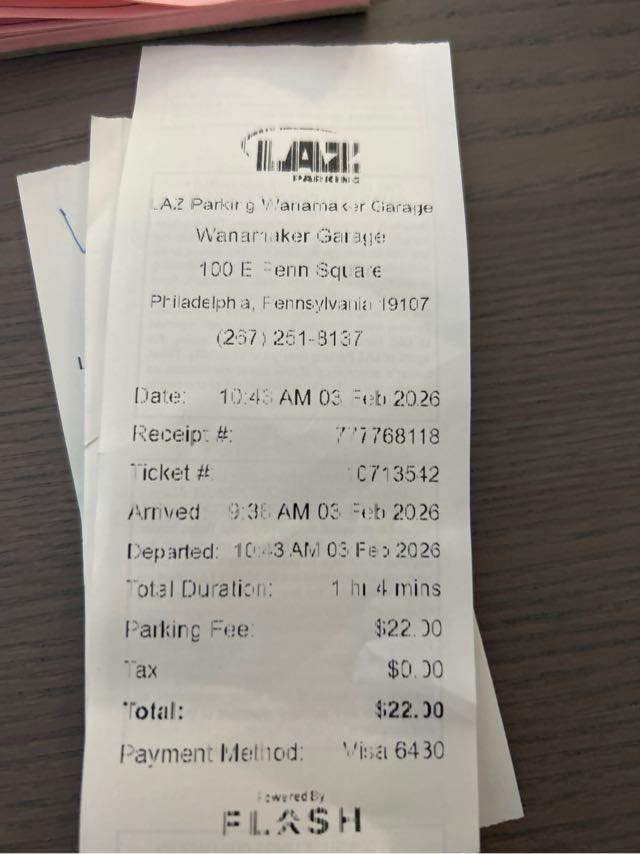 LAZ
PARKING
LAZ Parking Wanamaker Garage
Wanamaker Garage
100 E Penn Square
Philadelphia, Pennsylvania 19107
(267) 251-8137
Date: 10:43 AM 03 Feb 2026
Receipt #: 777768118
Ticket #: 0713542
Arrived 9:38 AM 03 Feb 2026
Departed: 10:43 AM 03 Feb 2026
Total Duration: 1 hr 4 mins
Parking Fee: $22.00
Tax $0.00
Total: $22.00
Payment Method: Visa 6430
Powered By
FLASH